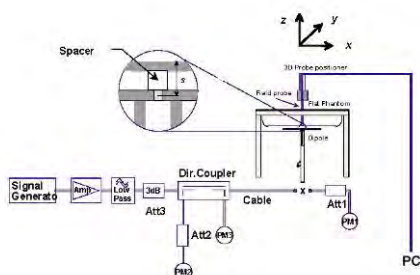 z
y
x
Spacer
s
3D Probe positioner
Field probe
Flat Phantom
Dipole
Signal
Generato
Amp
Low
Pass
3dB
Att3
Dir.Coupler
Cable
x
Att1
PM1
Att2
PM3
PM2
PC